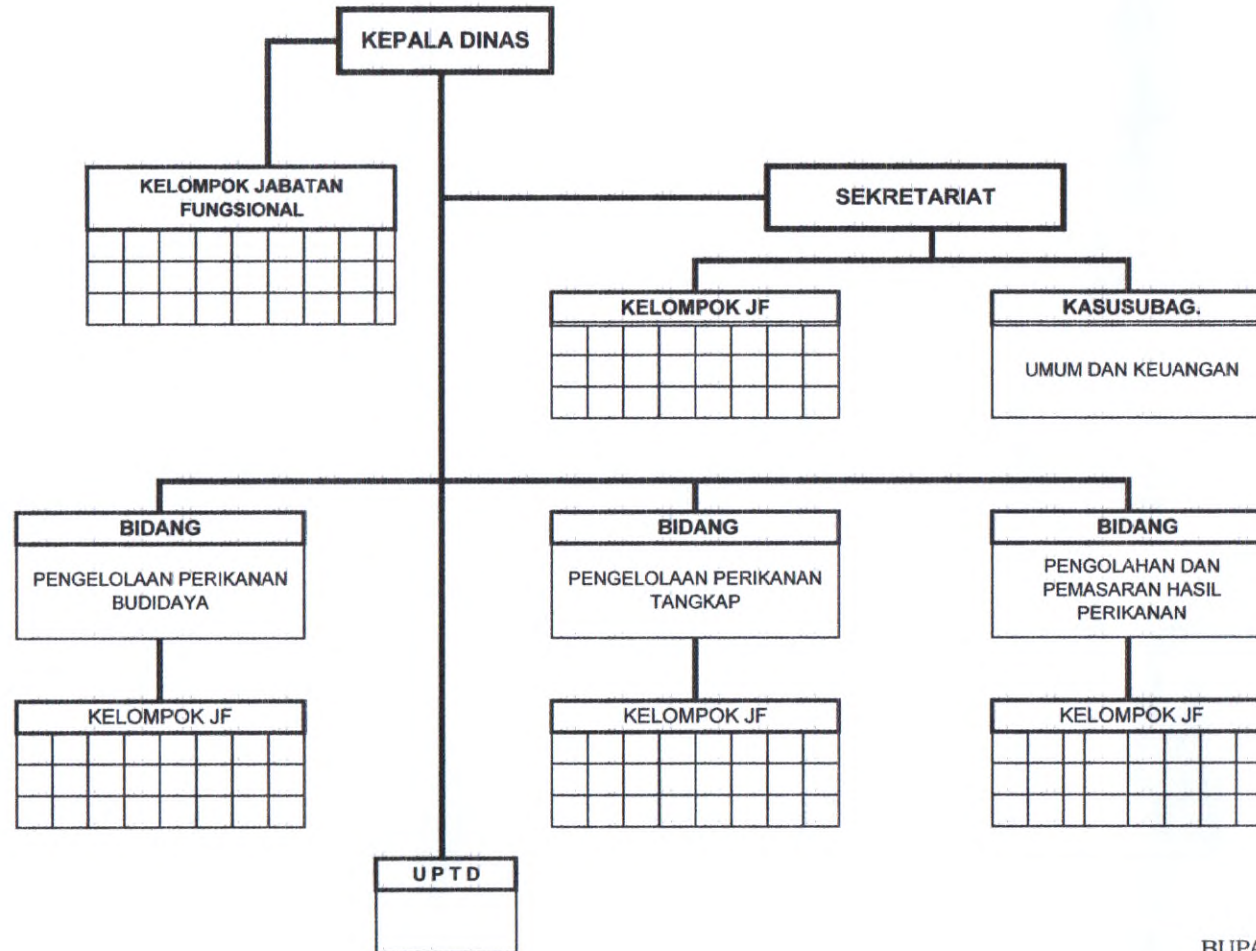 KEPALA DINAS
KELOMPOK JABATAN
FUNGSIONAL
SEKRETARIAT
KELOMPOK JF
KASUSUBAG.
UMUM DAN KEUANGAN
BIDANG
PENGELOLAAN PERIKANAN
BUDIDAYA
BIDANG
PENGELOLAAN PERIKANAN
TANGKAP
BIDANG
PENGOLAHAN DAN
PEMASARAN HASIL
PERIKANAN
KELOMPOK JF
KELOMPOK JF
KELOMPOK JF
U P T D
BUPA